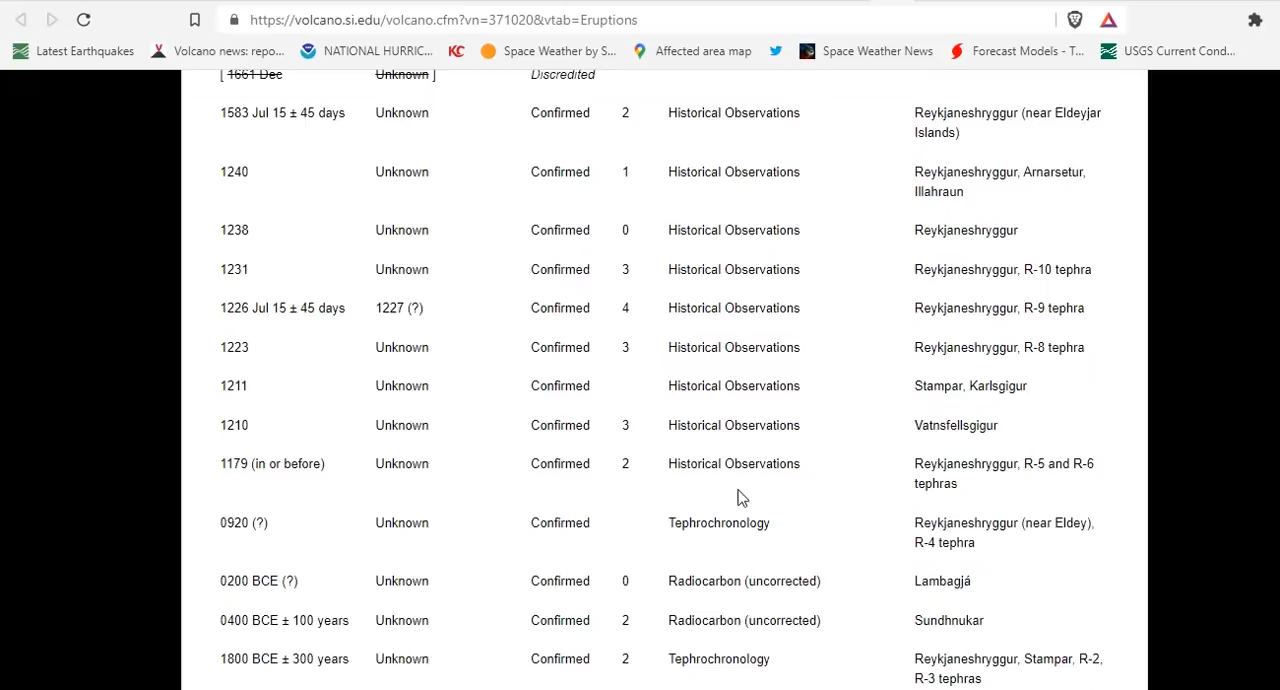 https://volcano.si.edu/volcano.cfm?vn=371020&vtab=Eruptions
Latest Earthquakes Volcano news: repo... NATIONAL HURRIC... KC Space Weather by S... Affected area map Space Weather News Forecast Models - T... USGS Current Cond...
[ 1661 Dec Unknown ] Discredited
1583 Jul 15 ± 45 days Unknown Confirmed 2 Historical Observations Reykjaneshryggur (near Eldeyjar
Islands)
1240 Unknown Confirmed 1 Historical Observations Reykjaneshryggur, Arnarsetur,
Illahraun
1238 Unknown Confirmed 0 Historical Observations Reykjaneshryggur
1231 Unknown Confirmed 3 Historical Observations Reykjaneshryggur, R-10 tephra
1226 Jul 15 ± 45 days 1227 (?) Confirmed 4 Historical Observations Reykjaneshryggur, R-9 tephra
1223 Unknown Confirmed 3 Historical Observations Reykjaneshryggur, R-8 tephra
1211 Unknown Confirmed Historical Observations Stampar, Karlsgigur
1210 Unknown Confirmed 3 Historical Observations Vatnsfellsgigur
1179 (in or before) Unknown Confirmed 2 Historical Observations Reykjaneshryggur, R-5 and R-6
tephras
0920 (?) Unknown Confirmed Tephrochronology Reykjaneshryggur (near Eldey),
R-4 tephra
0200 BCE (?) Unknown Confirmed 0 Radiocarbon (uncorrected) Lambagjá
0400 BCE ± 100 years Unknown Confirmed 2 Radiocarbon (uncorrected) Sundhnukar
1800 BCE ± 300 years Unknown Confirmed 2 Tephrochronology Reykjaneshryggur, Stampar, R-2,
R-3 tephras